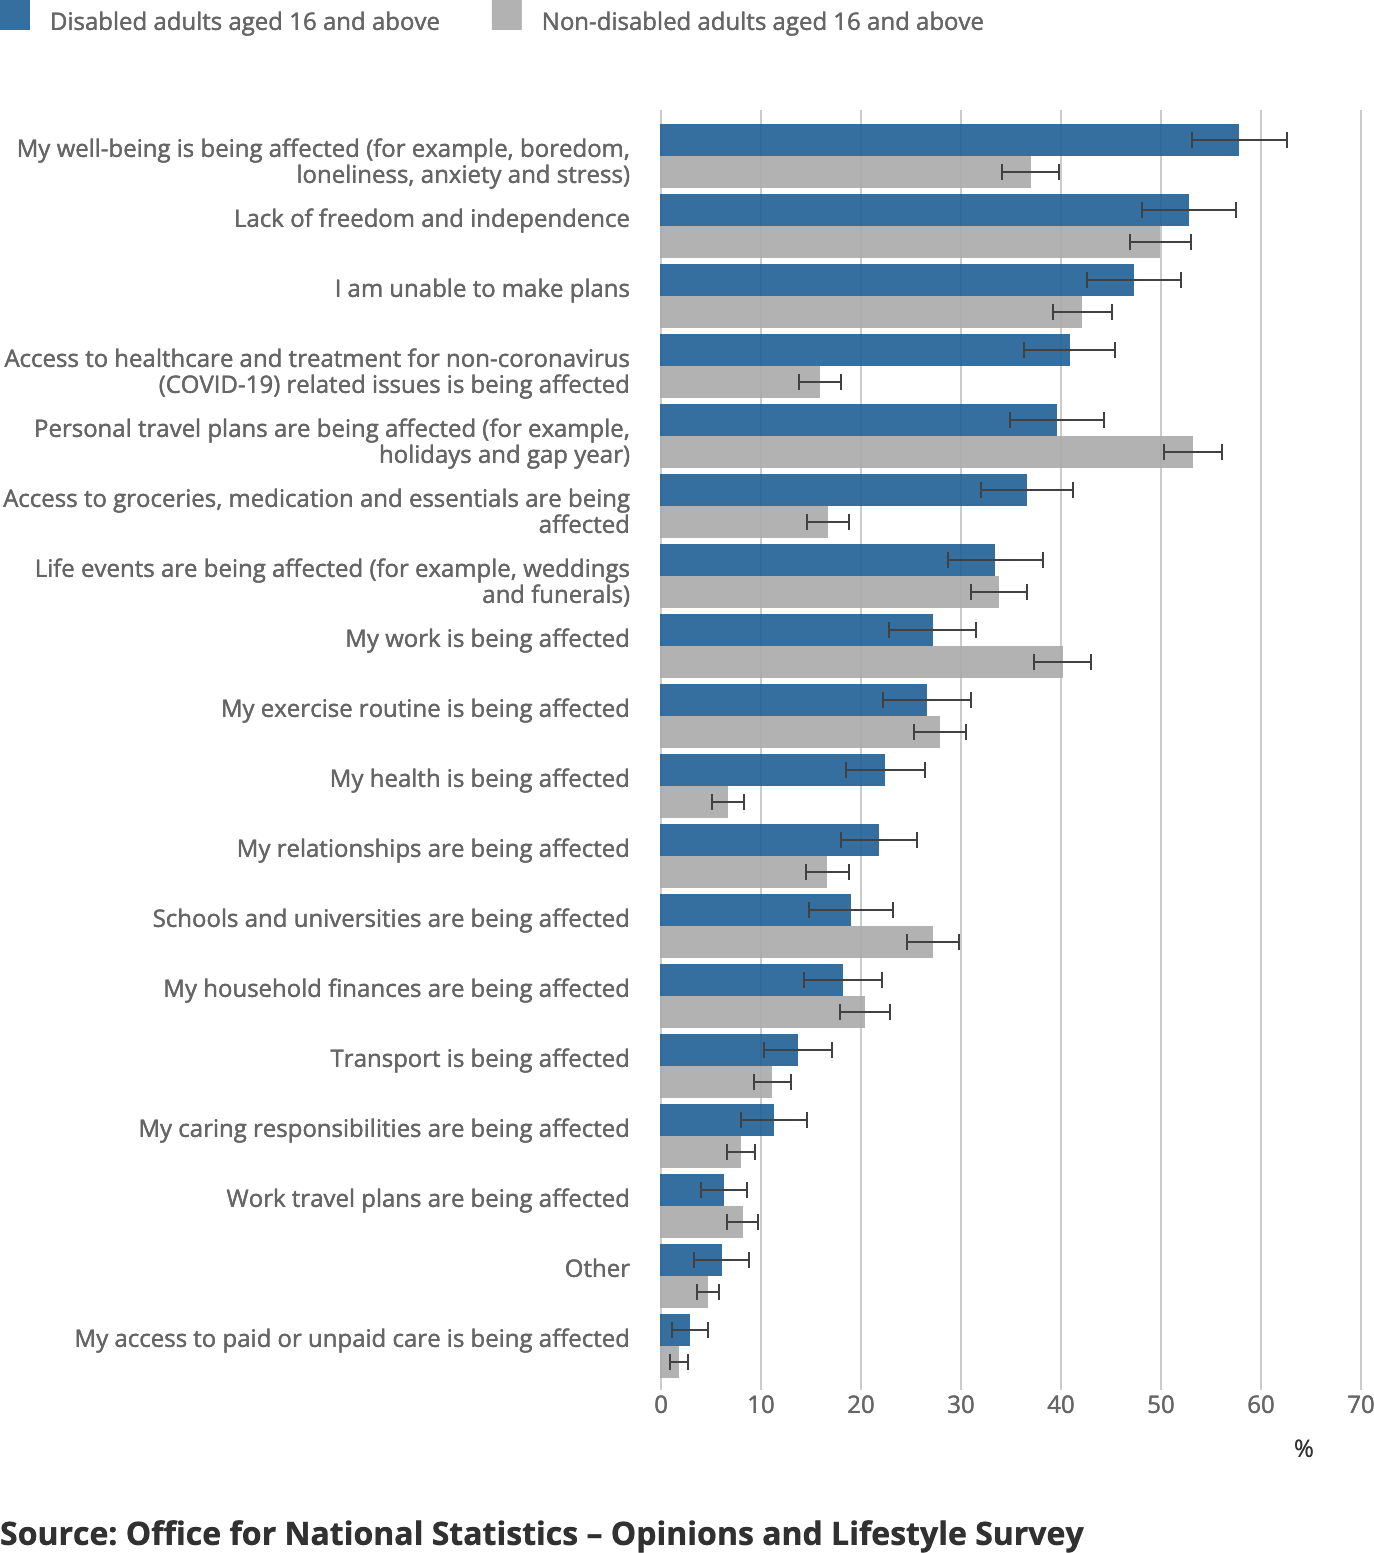 Disabled adults aged 16 and above
Non-disabled adults aged 16 and above
My well-being is being affected (for example, boredom,
loneliness, anxiety and stress)
Lack of freedom and independence
I am unable to make plans
Access to healthcare and treatment for non-coronavirus
(COVID-19) related issues is being affected
Personal travel plans are being affected (for example,
holidays and gap year)
Access to groceries, medication and essentials are being
affected
Life events are being affected (for example, weddings
and funerals)
My work is being affected
My exercise routine is being affected
My health is being affected
My relationships are being affected
Schools and universities are being affected
My household finances are being affected
Transport is being affected
My caring responsibilities are being affected
Work travel plans are being affected
Other
My access to paid or unpaid care is being affected
0 10 20 30 40 50 60 70
%
Source: Office for National Statistics – Opinions and Lifestyle Survey